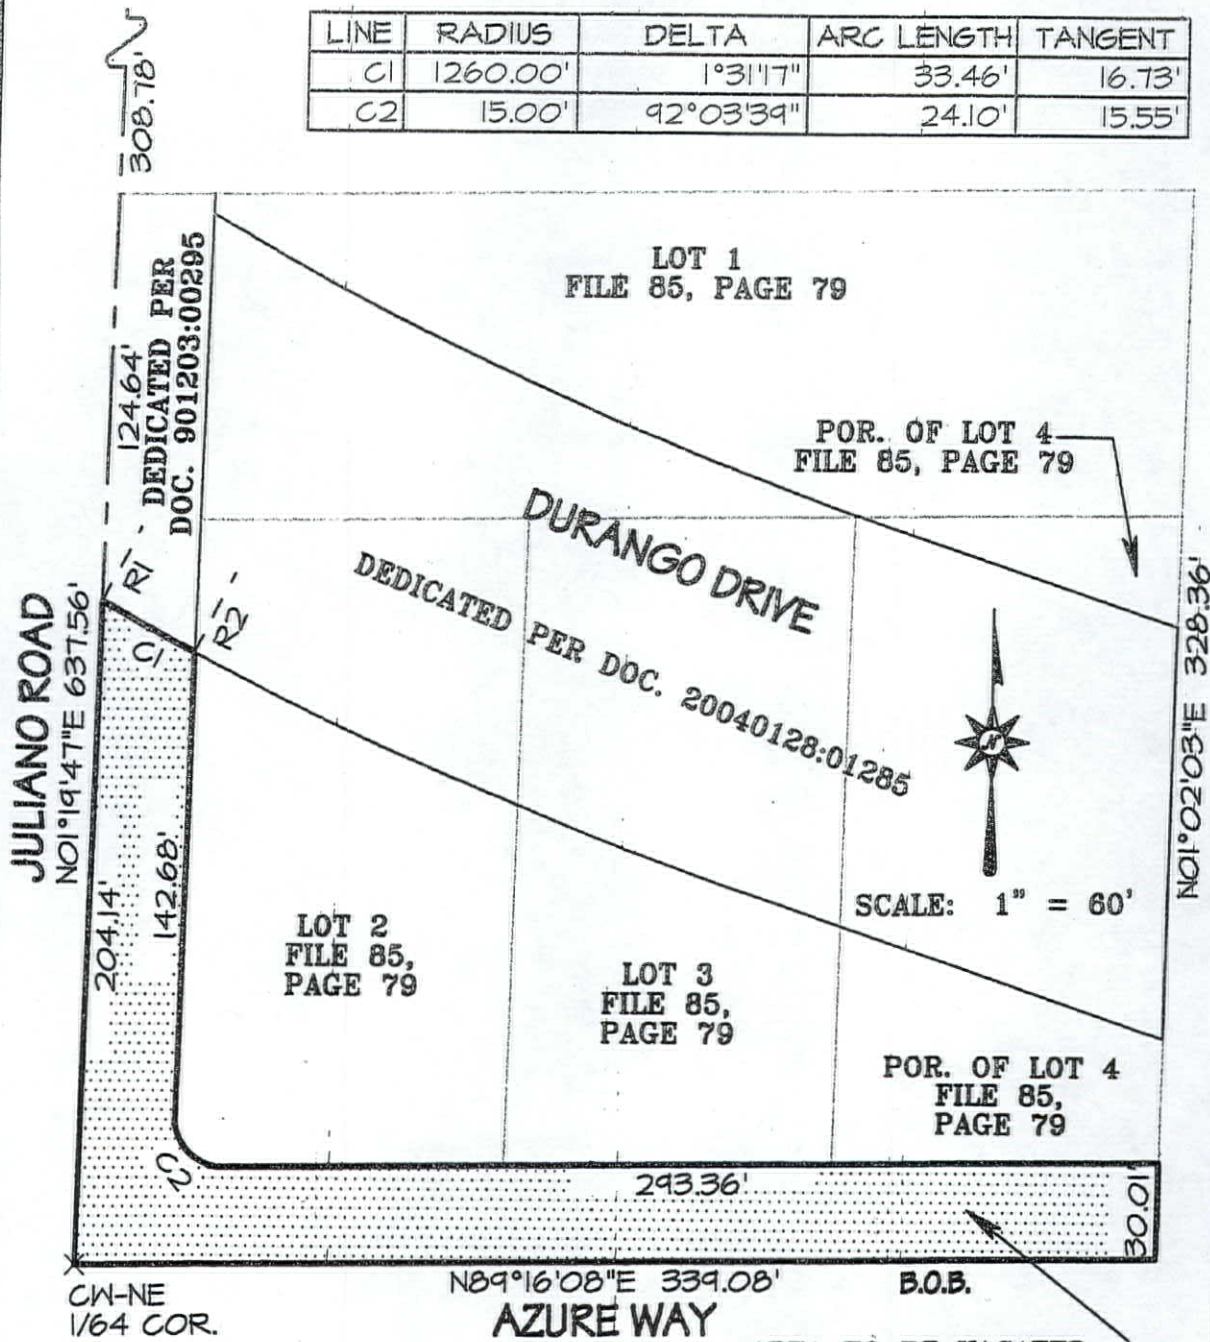 LINE RADIUS DELTA ARC LENGTH TANGENT
C1 1260.00' 1°31'17" 33.46' 16.73'
C2 15.00' 92°03'39" 24.10' 15.55'
308.78'
LOT 1
FILE 85, PAGE 79
124.64'
DEDICATED PER
DOC. 901203:00295
POR. OF LOT 4
FILE 85, PAGE 79
DURANGO DRIVE
DEDICATED PER DOC. 20040128:01285
R1
R2
C1
JULIANO ROAD
N01°19'47"E 637.56'
N01°02'03"E 328.36'
N
SCALE: 1" = 60'
204.14'
142.68'
LOT 2
FILE 85,
PAGE 79
LOT 3
FILE 85,
PAGE 79
POR. OF LOT 4
FILE 85,
PAGE 79
C2
293.36'
30.01'
CW-NE
1/64 COR.
N89°16'08"E 339.08'
B.O.B.
AZURE WAY